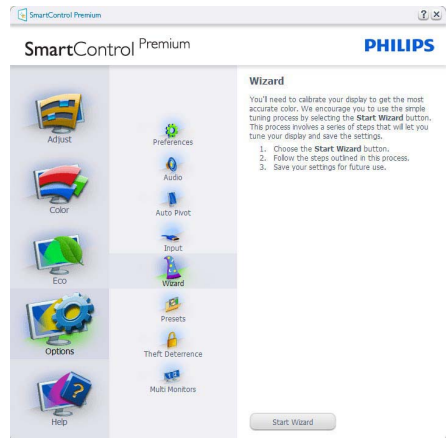 SmartControl Premium
? X
SmartControl Premium
PHILIPS
Adjust
Color
Eco
Options
Help
Preferences
Audio
Auto Pivot
Input
Wizard
Presets
Theft Deterrence
Multi Monitors
Wizard
You'll need to calibrate your display to get the most
accurate color. We encourage you to use the simple
tuning process by selecting the Start Wizard button.
This process involves a series of steps that will let you
tune your display and save the settings.
1. Choose the Start Wizard button.
2. Follow the steps outlined in this process.
3. Save your settings for future use.
Start Wizard